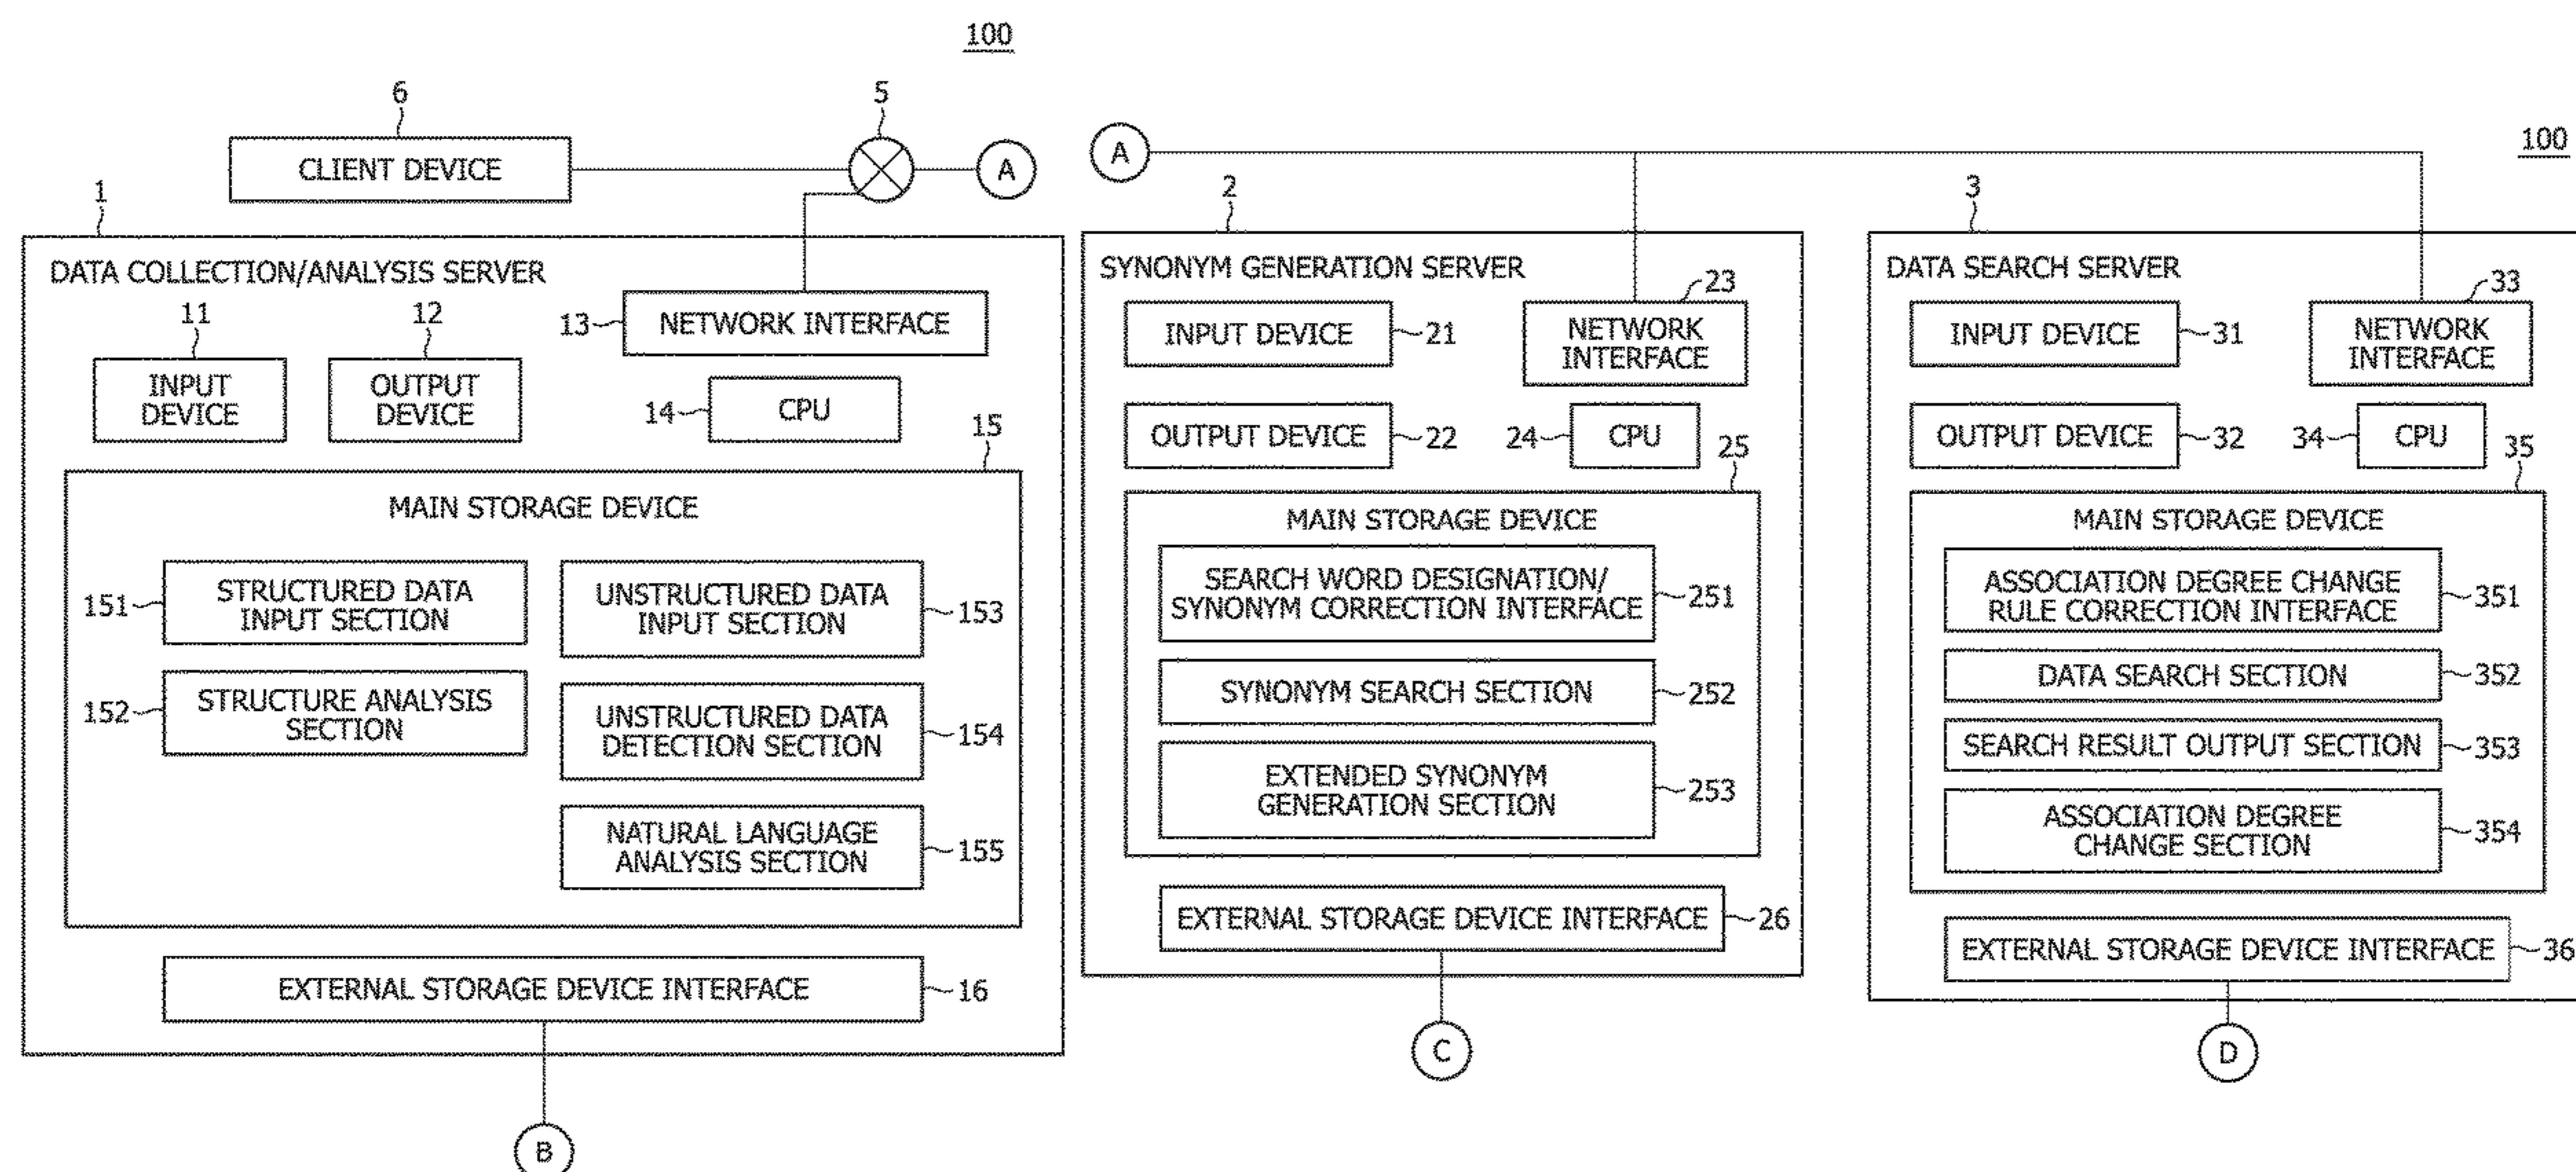 100
6
5
CLIENT DEVICE
A
1
DATA COLLECTION/ANALYSIS SERVER
11
12
13
NETWORK INTERFACE
INPUT
DEVICE
OUTPUT
DEVICE
14
CPU
15
MAIN STORAGE DEVICE
151
STRUCTURED DATA
INPUT SECTION
UNSTRUCTURED DATA
INPUT SECTION
153
152
STRUCTURE ANALYSIS
SECTION
UNSTRUCTURED DATA
DETECTION SECTION
154
NATURAL LANGUAGE
ANALYSIS SECTION
155
EXTERNAL STORAGE DEVICE INTERFACE
16
B
A
100
2
SYNONYM GENERATION SERVER
23
INPUT DEVICE
21
NETWORK
INTERFACE
OUTPUT DEVICE
22
24
CPU
25
MAIN STORAGE DEVICE
SEARCH WORD DESIGNATION/
SYNONYM CORRECTION INTERFACE
251
SYNONYM SEARCH SECTION
252
EXTENDED SYNONYM
GENERATION SECTION
253
EXTERNAL STORAGE DEVICE INTERFACE
26
C
3
DATA SEARCH SERVER
33
INPUT DEVICE
31
NETWORK
INTERFACE
OUTPUT DEVICE
32
34
CPU
35
MAIN STORAGE DEVICE
ASSOCIATION DEGREE CHANGE
RULE CORRECTION INTERFACE
351
DATA SEARCH SECTION
352
SEARCH RESULT OUTPUT SECTION
353
ASSOCIATION DEGREE
CHANGE SECTION
354
EXTERNAL STORAGE DEVICE INTERFACE
36
D